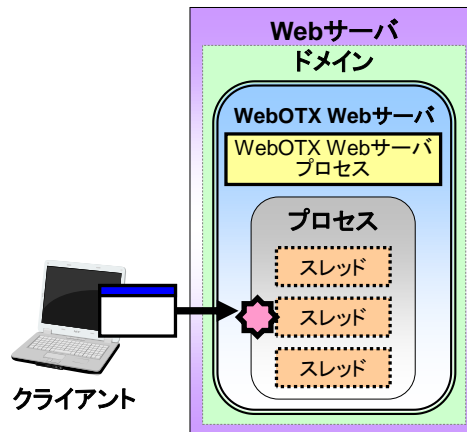 Webサーバ
ドメイン
WebOTX Webサーバ
WebOTX Webサーバ
プロセス
プロセス
スレッド
スレッド
スレッド
クライアント